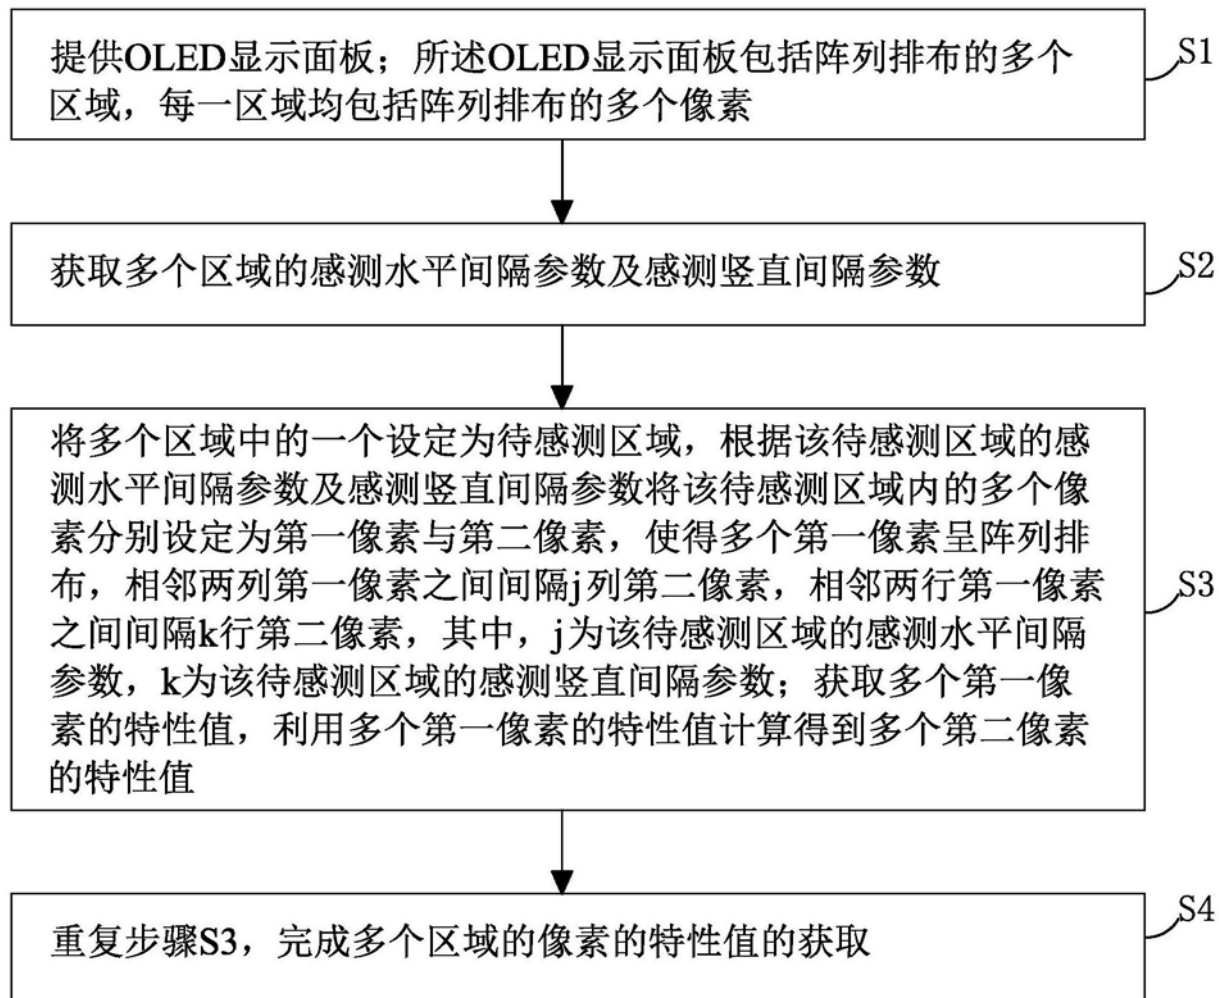 提供OLED显示面板；所述OLED显示面板包括阵列排布的多个
区域，每一区域均包括阵列排布的多个像素
S1
获取多个区域的感测水平间隔参数及感测竖直间隔参数
S2
将多个区域中的一个设定为待感测区域，根据该待感测区域的感
测水平间隔参数及感测竖直间隔参数将该待感测区域内的多个像
素分别设定为第一像素与第二像素，使得多个第一像素呈阵列排
布，相邻两列第一像素之间间隔j列第二像素，相邻两行第一像素
之间间隔k行第二像素，其中，j为该待感测区域的感测水平间隔
参数，k为该待感测区域的感测竖直间隔参数；获取多个第一像
素的特性值，利用多个第一像素的特性值计算得到多个第二像素
的特性值
S3
重复步骤S3，完成多个区域的像素的特性值的获取
S4